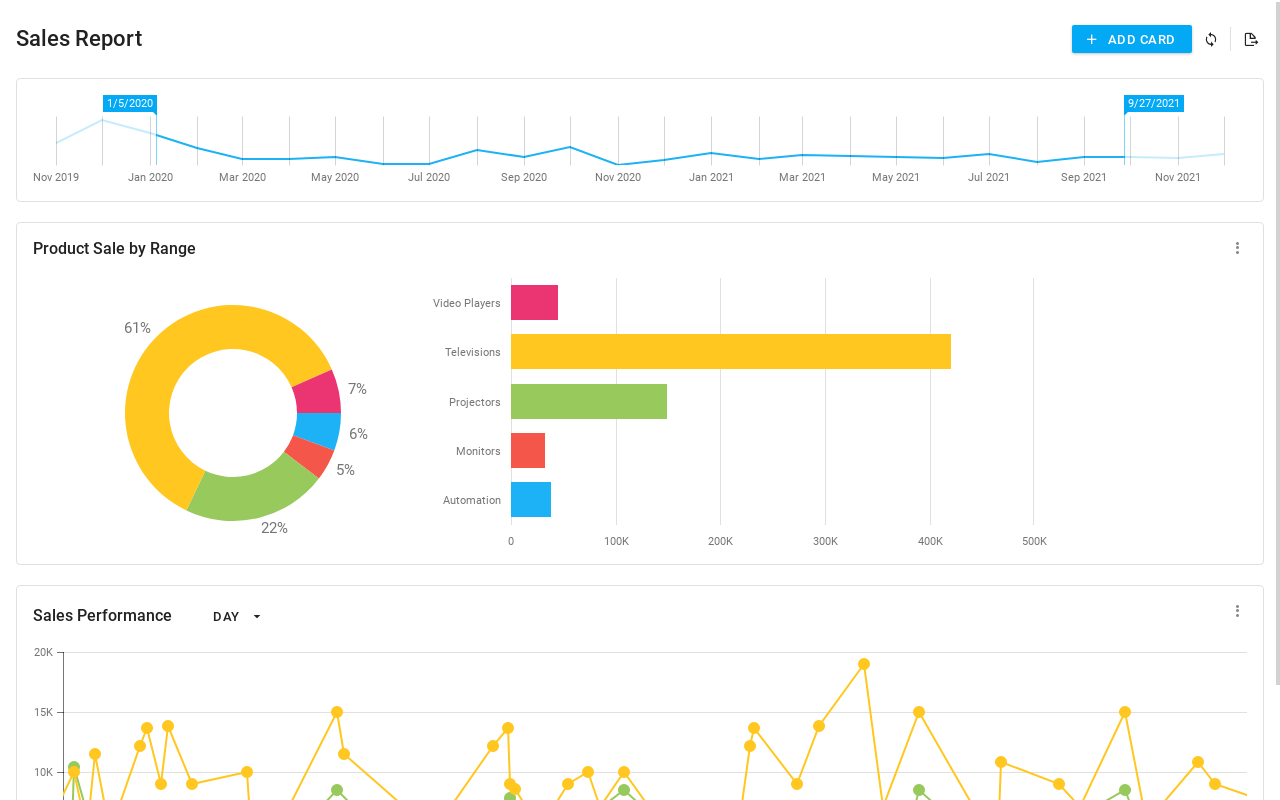 Sales Report
ADD CARD
1/5/2020
9/27/2021
Nov 2019 Jan 2020 Mar 2020 May 2020 Jul 2020 Sep 2020 Nov 2020 Jan 2021 Mar 2021 May 2021 Jul 2021 Sep 2021 Nov 2021
Product Sale by Range
61%
7%
6%
5%
22%
Video Players
Televisions
Projectors
Monitors
Automation
0 100K 200K 300K 400K 500K
Sales Performance
DAY
20K
15K
10K